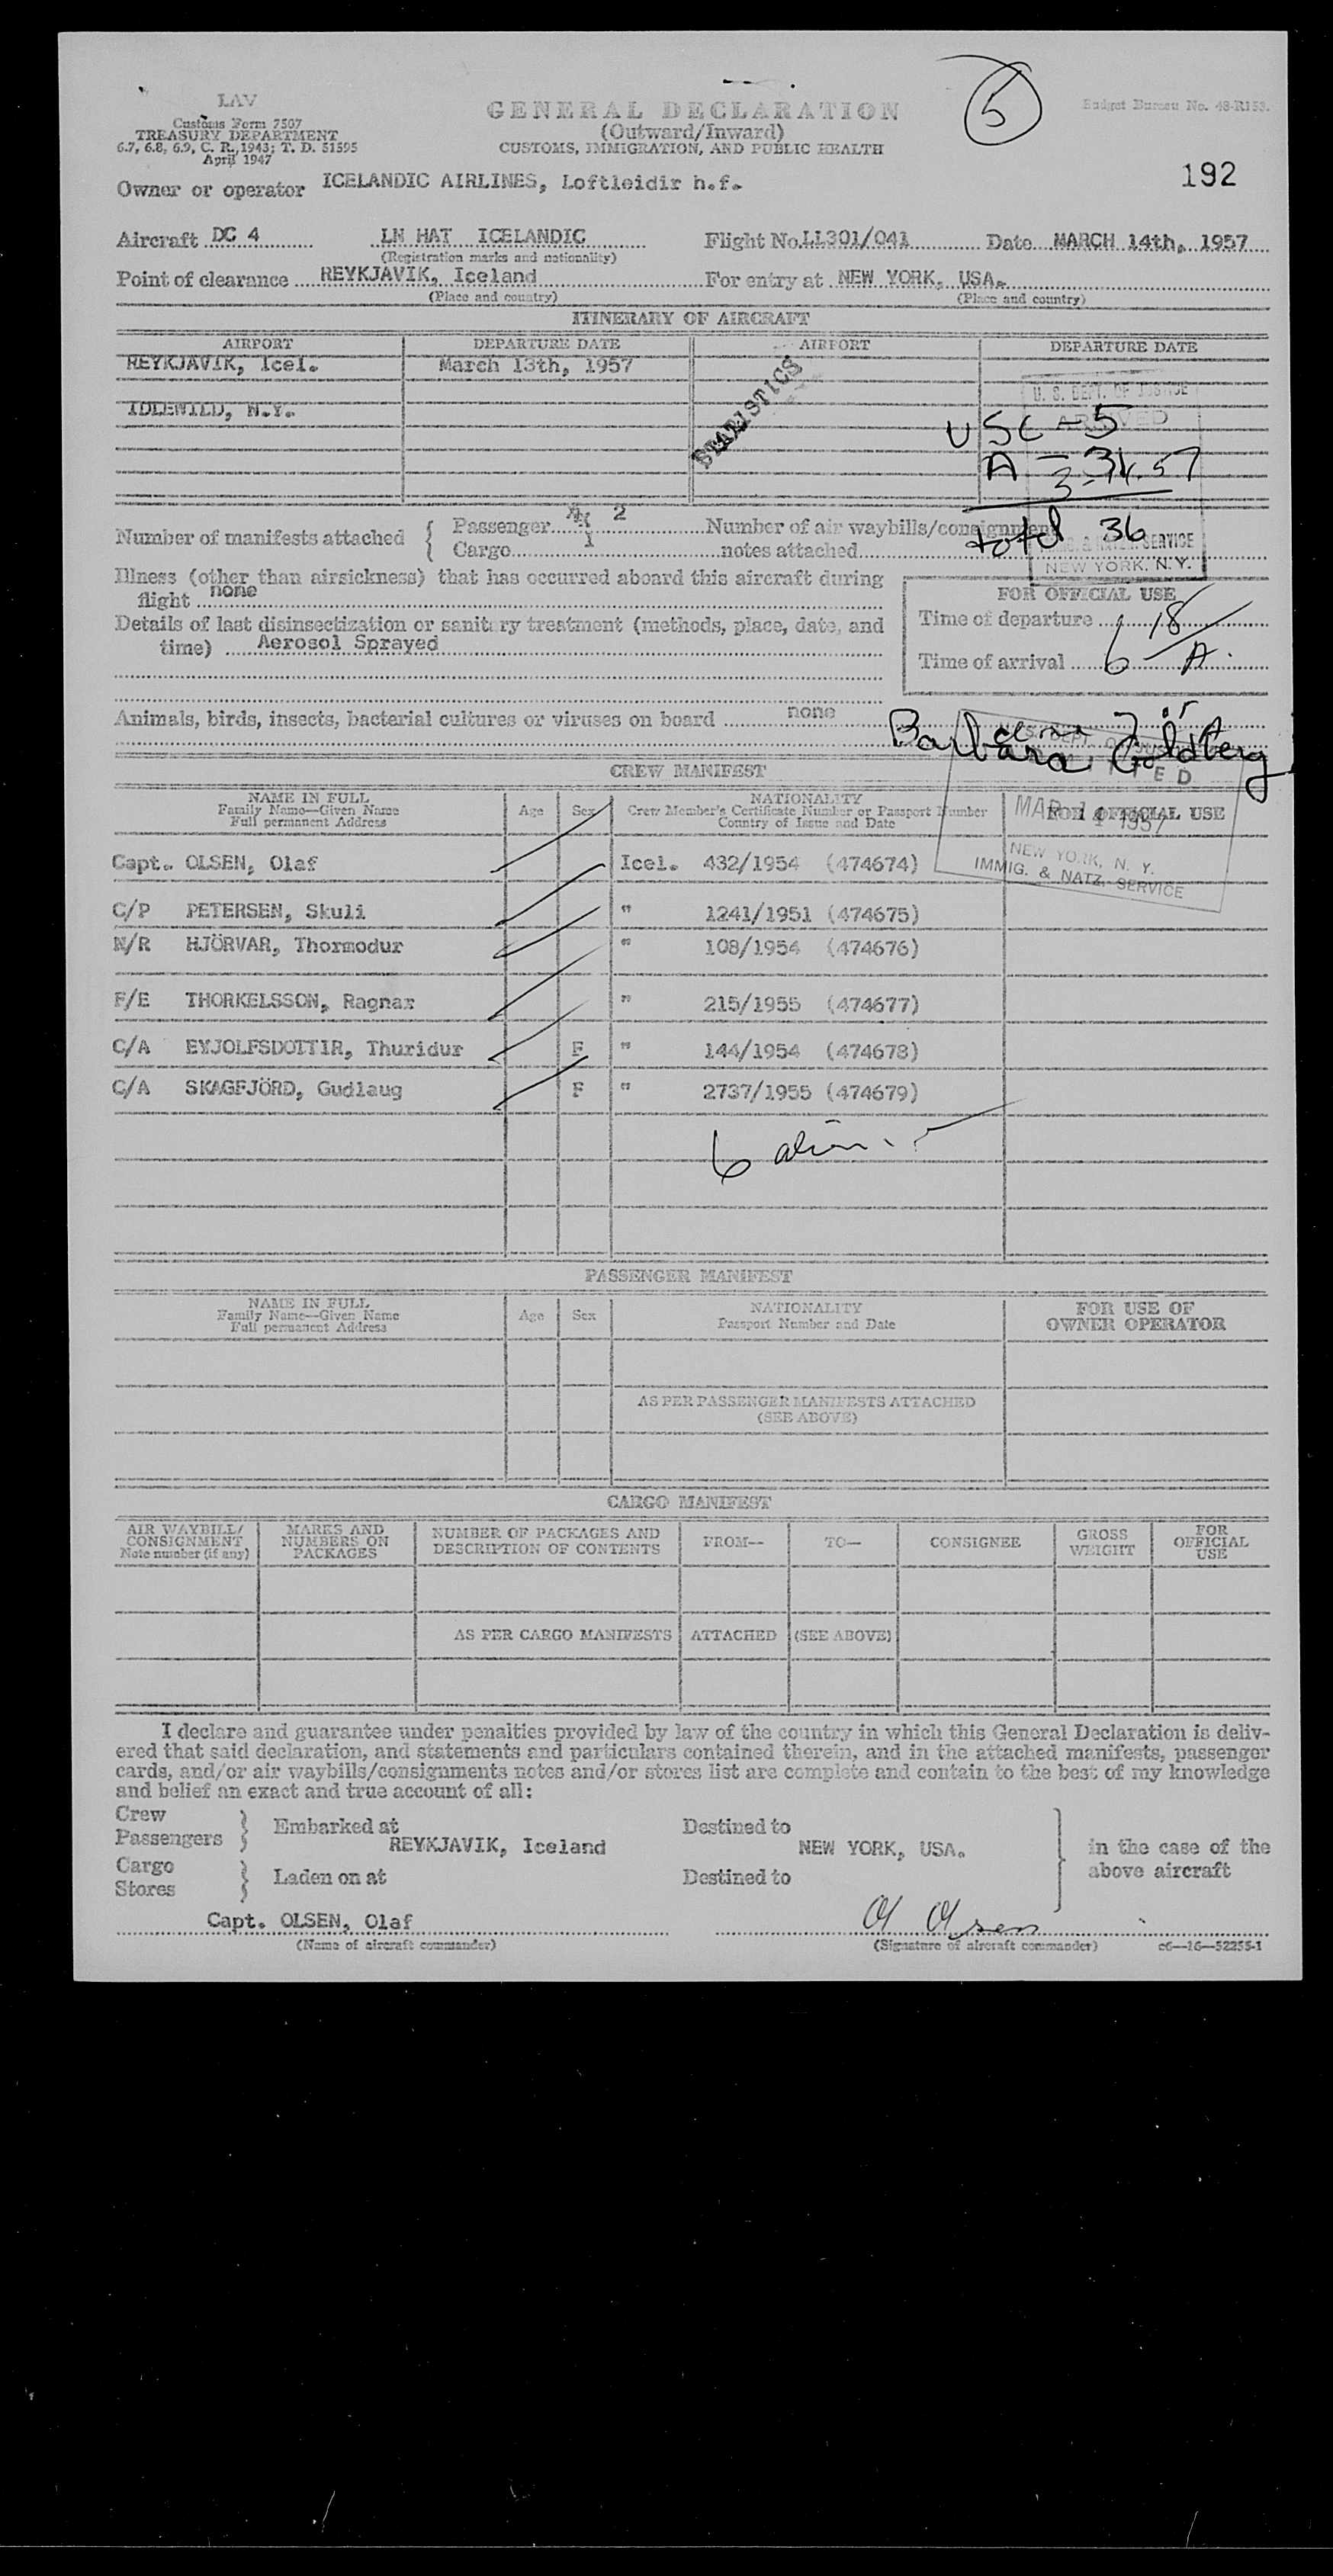 LAV
Customs Form 7507
TREASURY DEPARTMENT
6.7, 6.8, 6.9, C. R., 1943; T. D. 51595
April 1947
GENERAL DECLARATION
(Outward/Inward)
CUSTOMS, IMMIGRATION, AND PUBLIC HEALTH
5
Budget Bureau No. 48-R153.
192
Owner or operator ICELANDIC AIRLINES, Loftleidir h.f.
Aircraft DC 4 LN HAT ICELANDIC Flight No. LL301/041 Date MARCH 14th, 1957
(Registration marks and nationality)
Point of clearance REYKJAVIK, Iceland For entry at NEW YORK, USA.
(Place and country) (Place and country)
ITINERARY OF AIRCRAFT
AIRPORT DEPARTURE DATE AIRPORT DEPARTURE DATE
REYKJAVIK, Icel. March 13th, 1957
IDLEWILD, N.Y.
STATISTICS
U. S. DEPT. OF JUSTICE
ARRIVED
USC - 5
A - 31
3-14-57
total 36
SERVICE
NEW YORK, N.Y.
Number of manifests attached { Passenger 2 Number of air waybills/consignment
Cargo 1 notes attached
Illness (other than airsickness) that has occurred aboard this aircraft during
flight none
Details of last disinsectization or sanitary treatment (methods, place, date, and
time) Aerosol Sprayed
FOR OFFICIAL USE
Time of departure 18
Time of arrival 6 A.
Animals, birds, insects, bacterial cultures or viruses on board none
Barbara Goldberg
CREW MANIFEST
NAME IN FULL
Family Name—Given Name
Full permanent Address
Age Sex
NATIONALITY
Crew Member's Certificate Number or Passport Number
Country of Issue and Date
FOR OFFICIAL USE
MAR 14 1957
NEW YORK, N. Y.
IMMIG. & NATZ. SERVICE
Capt. OLSEN, Olaf Icel. 432/1954 (474674)
C/P PETERSEN, Skuli " 1241/1951 (474675)
N/R HJÖRVAR, Thormodur " 108/1954 (474676)
F/E THORKELSSON, Ragnar " 215/1955 (474677)
C/A EYJOLFSDOTTIR, Thuridur F " 144/1954 (474678)
C/A SKAGFJÖRD, Gudlaug F " 2737/1955 (474679)
6
PASSENGER MANIFEST
NAME IN FULL
Family Name—Given Name
Full permanent Address
Age Sex
NATIONALITY
Passport Number and Date
FOR USE OF
OWNER OPERATOR
AS PER PASSENGER MANIFESTS ATTACHED
(SEE ABOVE)
CARGO MANIFEST
AIR WAYBILL/
CONSIGNMENT
Note number (if any)
MARKS AND
NUMBERS ON
PACKAGES
NUMBER OF PACKAGES AND
DESCRIPTION OF CONTENTS
FROM—
TO—
CONSIGNEE
GROSS
WEIGHT
FOR
OFFICIAL
USE
AS PER CARGO MANIFESTS ATTACHED (SEE ABOVE)
I declare and guarantee under penalties provided by law of the country in which this General Declaration is deliv-
ered that said declaration, and statements and particulars contained therein, and in the attached manifests, passenger
cards, and/or air waybills/consignments notes and/or stores list are complete and contain to the best of my knowledge
and belief an exact and true account of all:
Crew
Passengers } Embarked at REYKJAVIK, Iceland Destined to NEW YORK, USA. in the case of the
Cargo
Stores } Laden on at Destined to above aircraft
Capt. OLSEN, Olaf Ol Olsen
(Name of aircraft commander) (Signature of aircraft commander) c6—16—52255-1